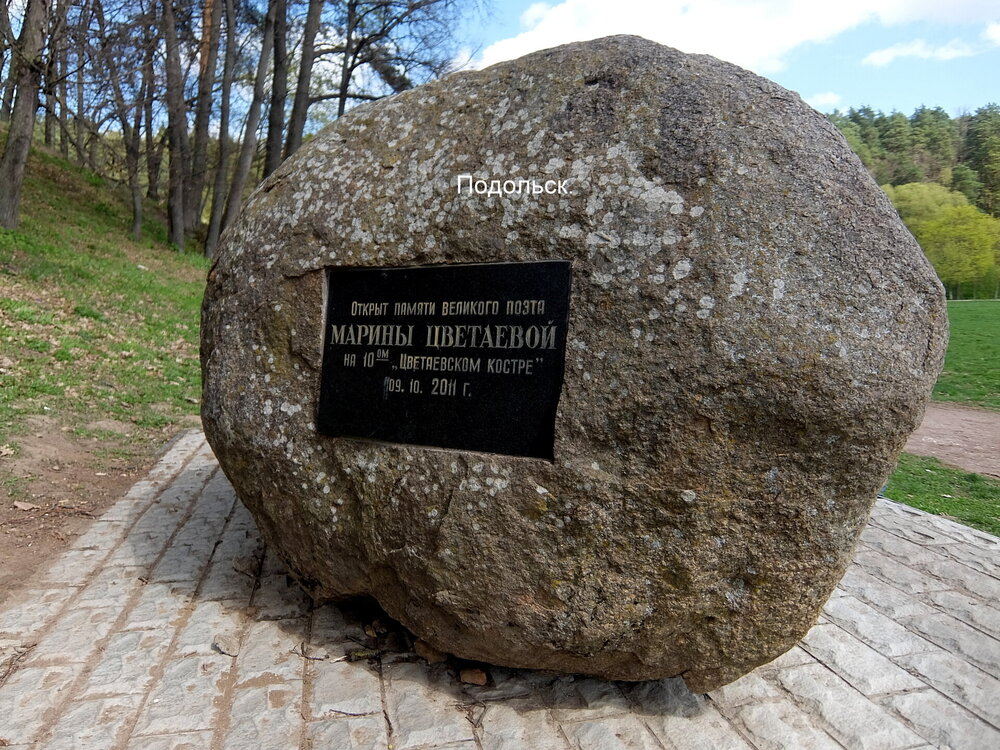 Подольск.
Открыт памяти великого поэта
МАРИНЫ ЦВЕТАЕВОЙ
на 10ом „Цветаевском костре”
09. 10. 2011 г.